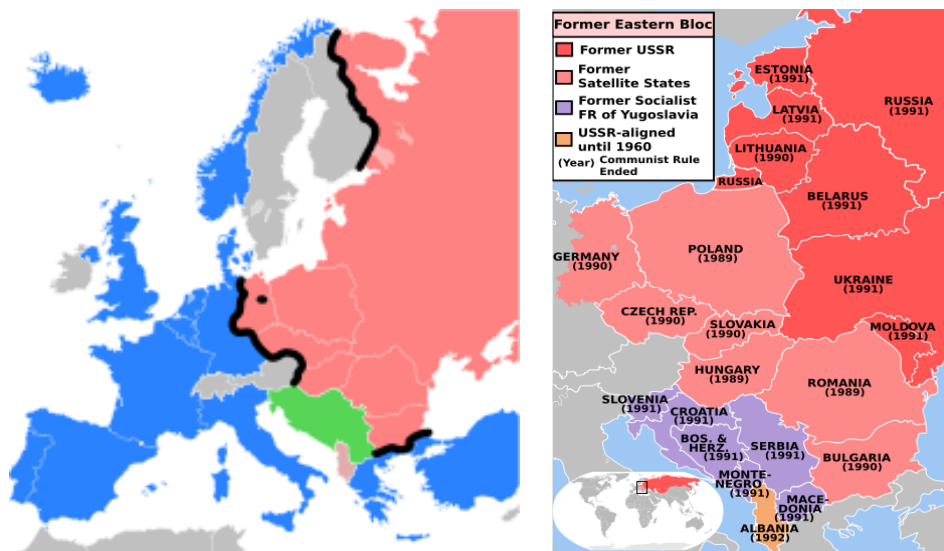 Former Eastern Bloc
Former USSR
Former
Satellite States
Former Socialist
FR of Yugoslavia
USSR-aligned
until 1960
(Year) Communist Rule
Ended
ESTONIA
(1991)
RUSSIA
(1991)
LATVIA
(1991)
LITHUANIA
(1990)
RUSSIA
BELARUS
(1991)
POLAND
(1989)
GERMANY
(1990)
UKRAINE
(1991)
CZECH REP.
(1990)
SLOVAKIA
(1990)
MOLDOVA
(1991)
HUNGARY
(1989)
ROMANIA
(1989)
SLOVENIA
(1991)
CROATIA
(1991)
BOS. &
HERZ.
(1991)
SERBIA
(1991)
BULGARIA
(1990)
MONTE-
NEGRO
(1991)
MACE-
DONIA
(1991)
ALBANIA
(1992)